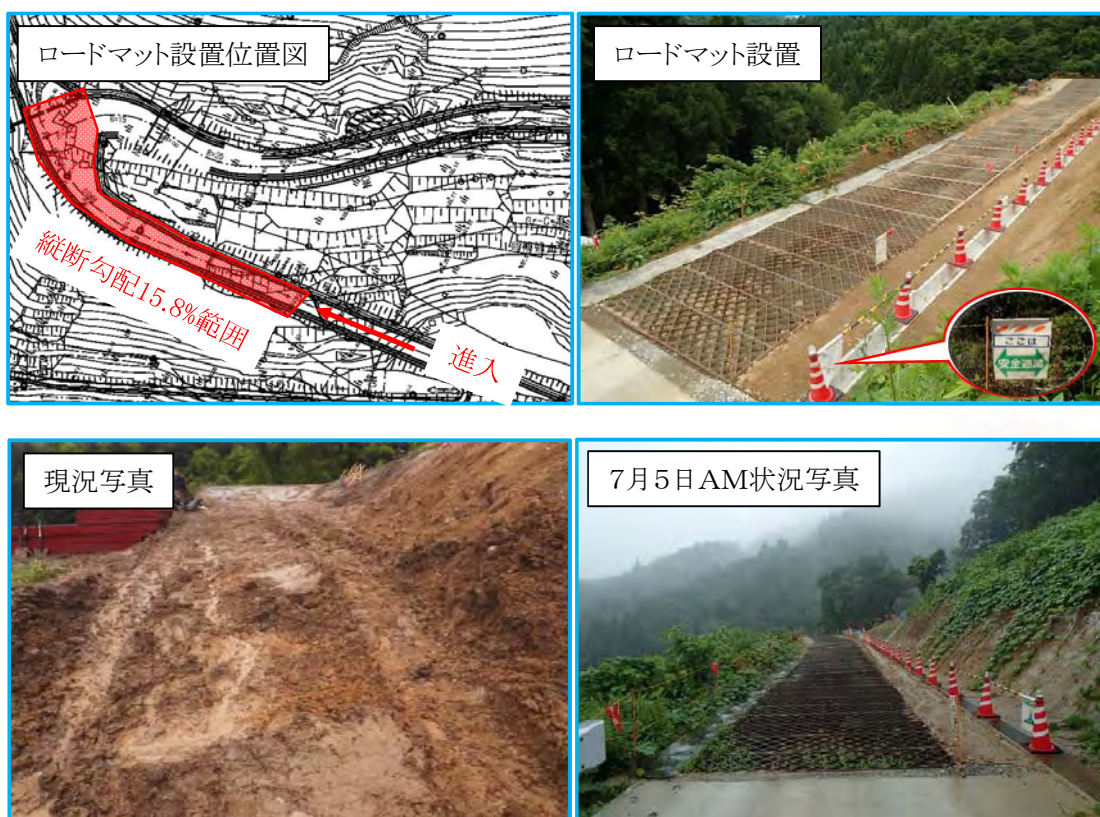 ロードマット設置位置図
縦断勾配15.8%範囲
進入
ロードマット設置
ここは
安全通路
現況写真
7月5日AM状況写真